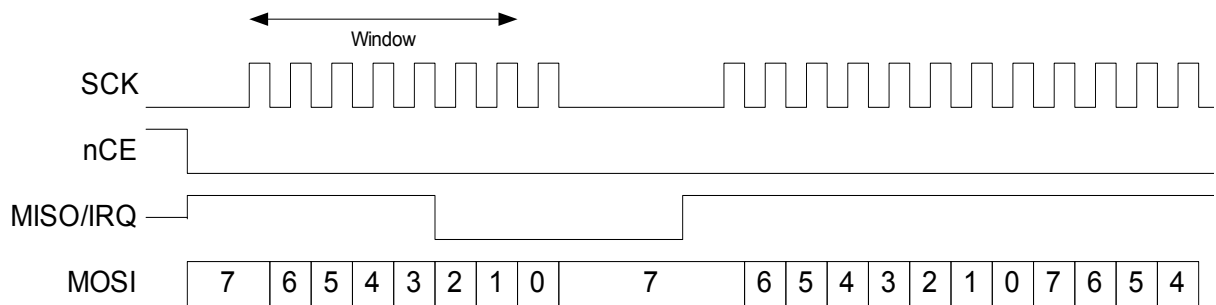 Window
SCK
nCE
MISO/IRQ
MOSI 7 6 5 4 3 2 1 0 7 6 5 4 3 2 1 0 7 6 5 4